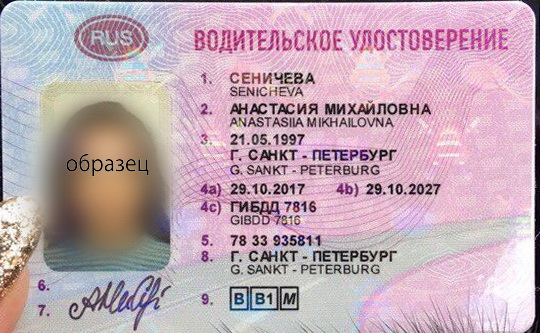 RUS ВОДИТЕЛЬСКОЕ УДОСТОВЕРЕНИЕ
1. СЕНИЧЕВА
SENICHEVA
2. АНАСТАСИЯ МИХАЙЛОВНА
ANASTASIIA MIKHAILOVNA
3. 21.05.1997
Г. САНКТ - ПЕТЕРБУРГ
G. SANKT - PETERBURG
4a) 29.10.2017 4b) 29.10.2027
4c) ГИБДД 7816
GIBDD 7816
5. 78 33 935811
8. Г. САНКТ - ПЕТЕРБУРГ
G. SANKT - PETERBURG
9. B B1 M
образец
6.
7.